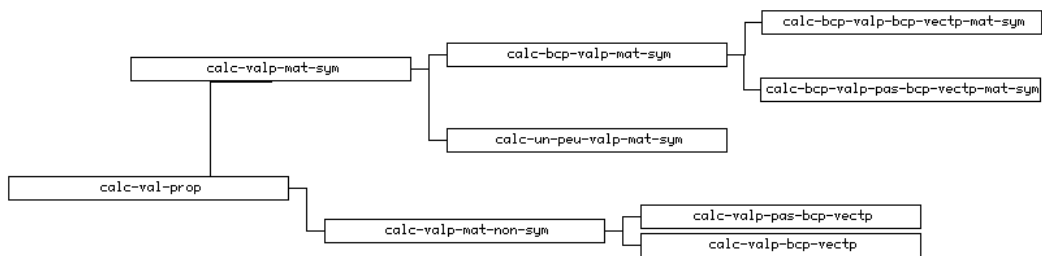 calc-bcp-valp-bcp-vectp-mat-sym
calc-bcp-valp-mat-sym
calc-valp-mat-sym
calc-bcp-valp-pas-bcp-vectp-mat-sym
calc-un-peu-valp-mat-sym
calc-val-prop
calc-valp-pas-bcp-vectp
calc-valp-mat-non-sym
calc-valp-bcp-vectp